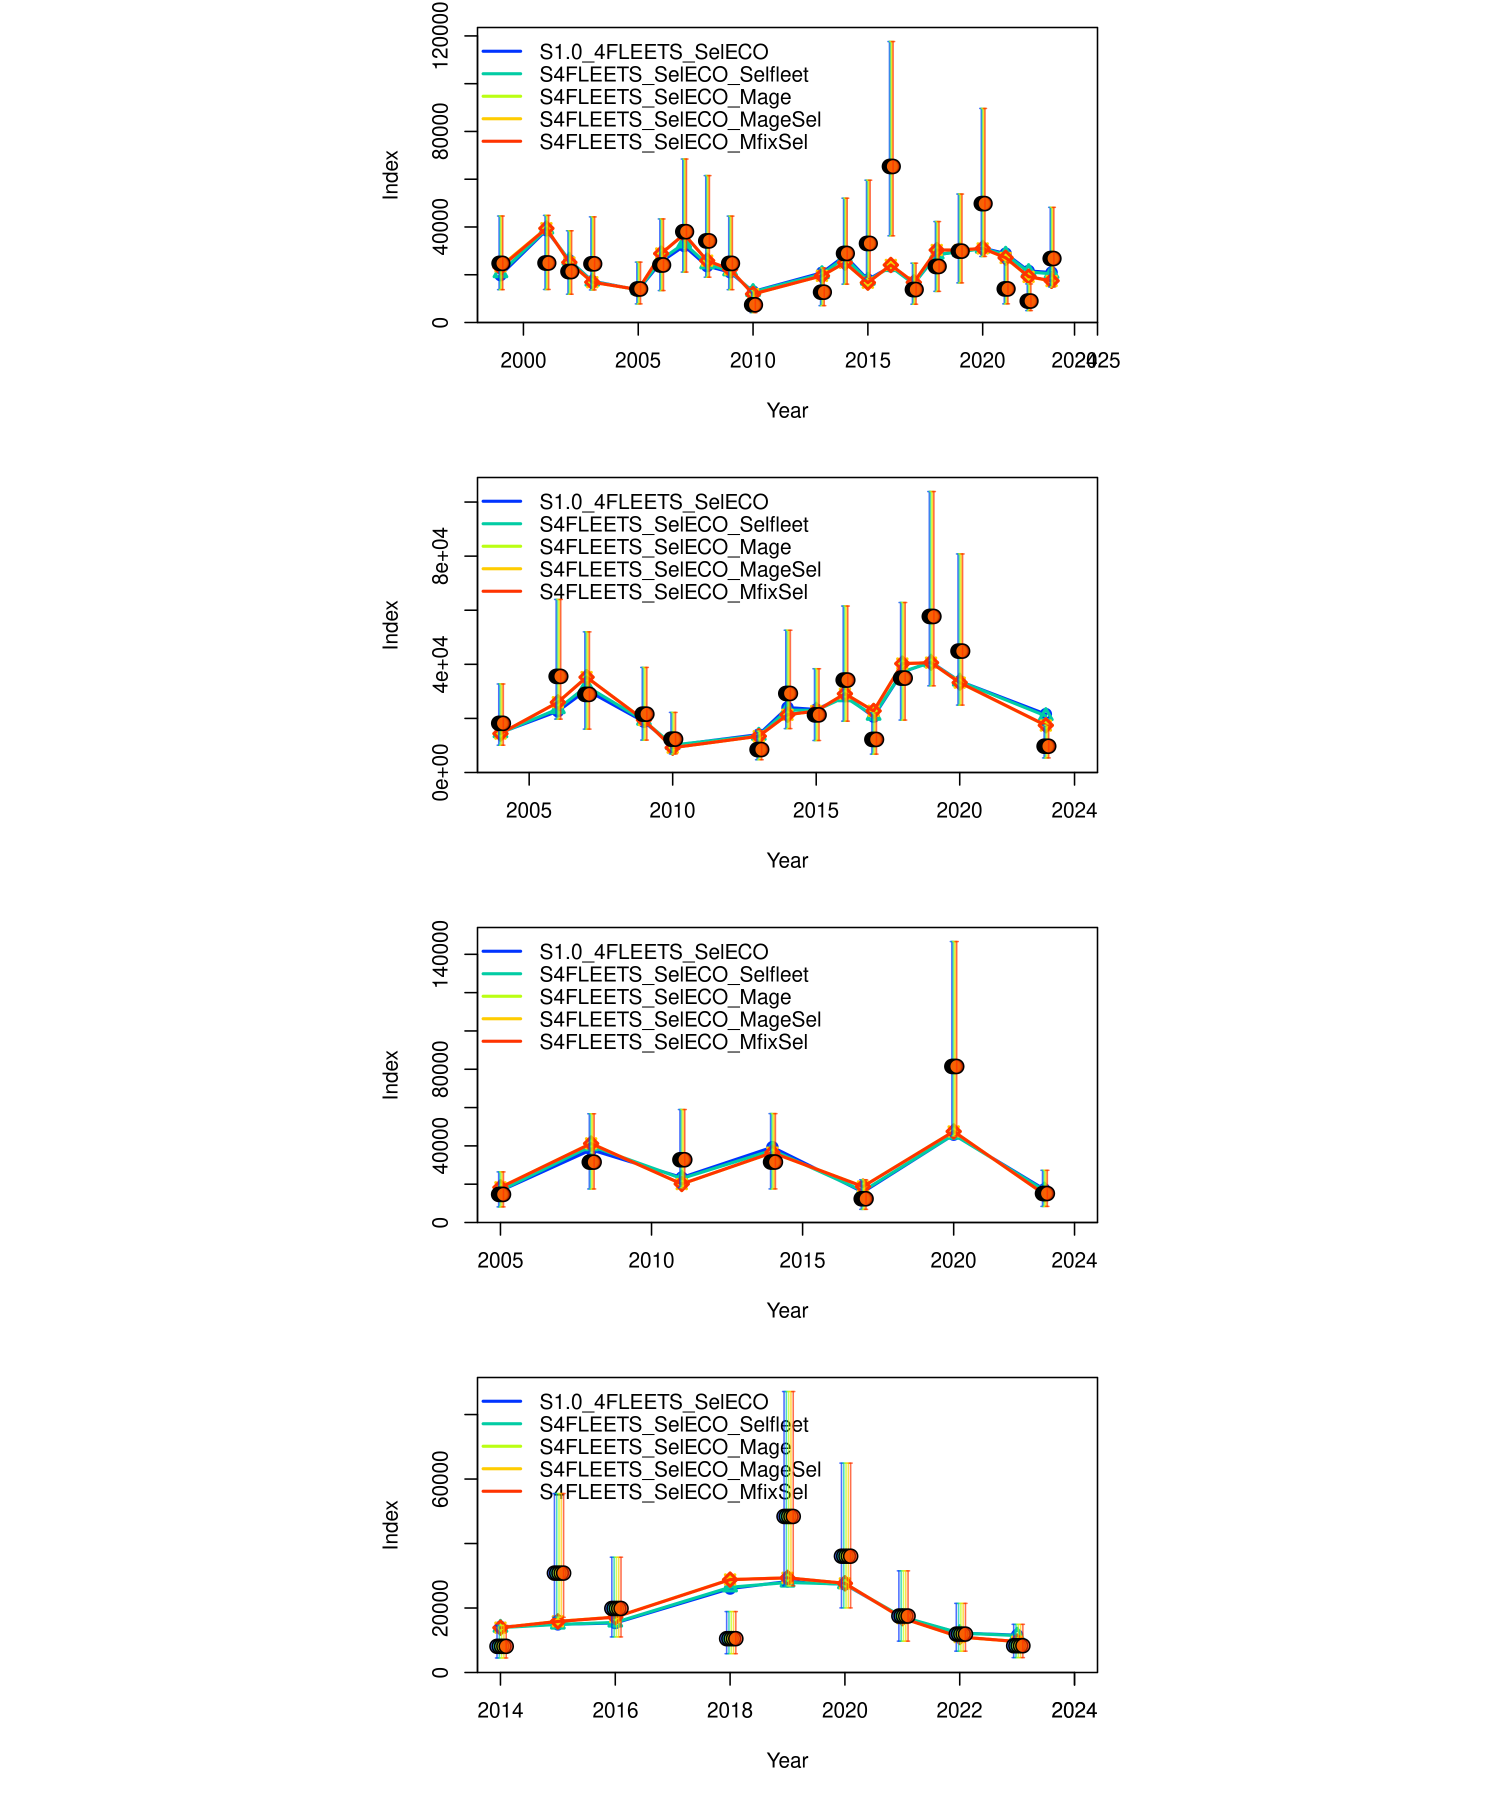 120000
80000
40000
0
Index
S1.0_4FLEETS_SelECO
S4FLEETS_SelECO_Selfleet
S4FLEETS_SelECO_Mage
S4FLEETS_SelECO_MageSel
S4FLEETS_SelECO_MfixSel
2000 2005 2010 2015 2020 2024 2025
Year
8e+04
4e+04
0e+00
Index
S1.0_4FLEETS_SelECO
S4FLEETS_SelECO_Selfleet
S4FLEETS_SelECO_Mage
S4FLEETS_SelECO_MageSel
S4FLEETS_SelECO_MfixSel
2005 2010 2015 2020 2024
Year
140000
80000
40000
0
Index
S1.0_4FLEETS_SelECO
S4FLEETS_SelECO_Selfleet
S4FLEETS_SelECO_Mage
S4FLEETS_SelECO_MageSel
S4FLEETS_SelECO_MfixSel
2005 2010 2015 2020 2024
Year
60000
20000
0
Index
S1.0_4FLEETS_SelECO
S4FLEETS_SelECO_Selfleet
S4FLEETS_SelECO_Mage
S4FLEETS_SelECO_MageSel
S4FLEETS_SelECO_MfixSel
2014 2016 2018 2020 2022 2024
Year